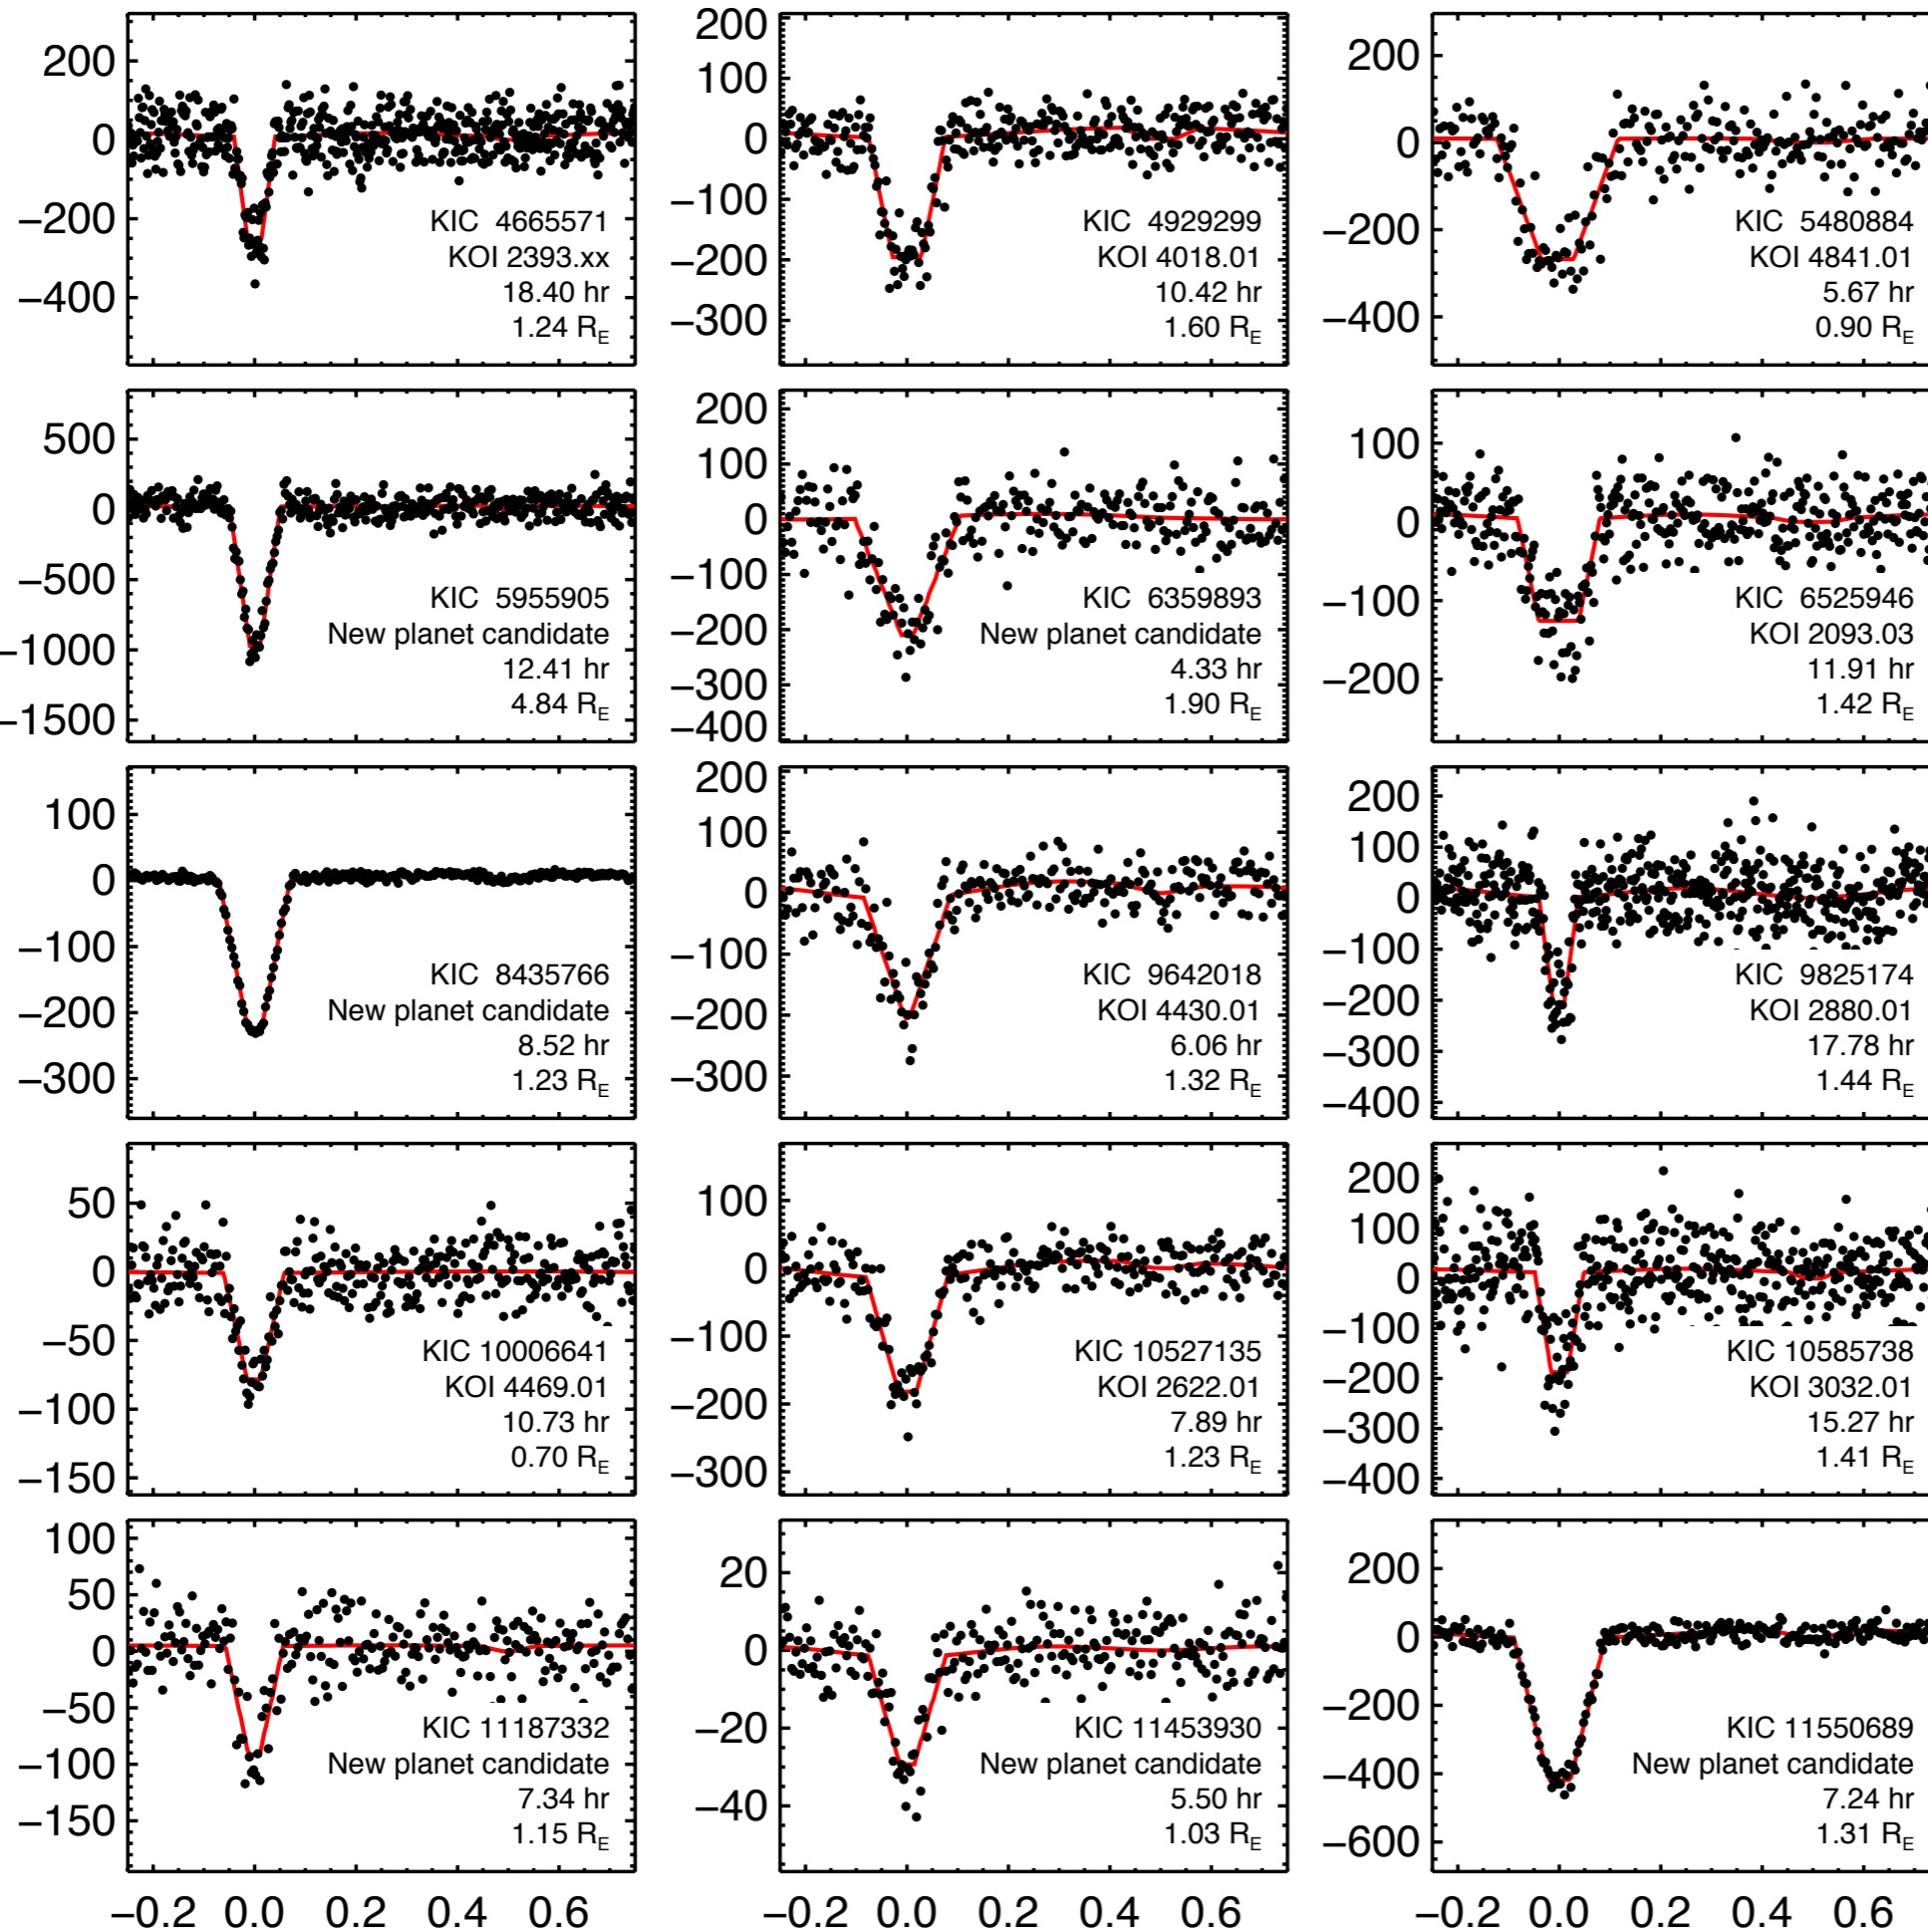 200
0
−200
−400
KIC 4665571
KOI 2393.xx
18.40 hr
1.24 R_E
200
100
0
−100
−200
−300
KIC 4929299
KOI 4018.01
10.42 hr
1.60 R_E
200
0
−200
−400
KIC 5480884
KOI 4841.01
5.67 hr
0.90 R_E
500
0
−500
−1000
−1500
KIC 5955905
New planet candidate
12.41 hr
4.84 R_E
200
100
0
−100
−200
−300
−400
KIC 6359893
New planet candidate
4.33 hr
1.90 R_E
100
0
−100
−200
KIC 6525946
KOI 2093.03
11.91 hr
1.42 R_E
100
0
−100
−200
−300
KIC 8435766
New planet candidate
8.52 hr
1.23 R_E
200
100
0
−100
−200
−300
KIC 9642018
KOI 4430.01
6.06 hr
1.32 R_E
200
100
0
−100
−200
−300
−400
KIC 9825174
KOI 2880.01
17.78 hr
1.44 R_E
50
0
−50
−100
−150
KIC 10006641
KOI 4469.01
10.73 hr
0.70 R_E
100
0
−100
−200
−300
KIC 10527135
KOI 2622.01
7.89 hr
1.23 R_E
200
100
0
−100
−200
−300
−400
KIC 10585738
KOI 3032.01
15.27 hr
1.41 R_E
100
50
0
−50
−100
−150
KIC 11187332
New planet candidate
7.34 hr
1.15 R_E
20
0
−20
−40
KIC 11453930
New planet candidate
5.50 hr
1.03 R_E
200
0
−200
−400
−600
KIC 11550689
New planet candidate
7.24 hr
1.31 R_E
−0.2 0.0 0.2 0.4 0.6
−0.2 0.0 0.2 0.4 0.6
−0.2 0.0 0.2 0.4 0.6